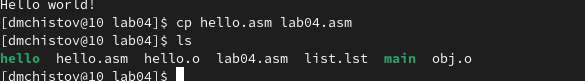 Hello world!
[dmchistov@10 lab04]$ cp hello.asm lab04.asm
[dmchistov@10 lab04]$ ls
hello  hello.asm  hello.o  lab04.asm  list.lst  main  obj.o
[dmchistov@10 lab04]$